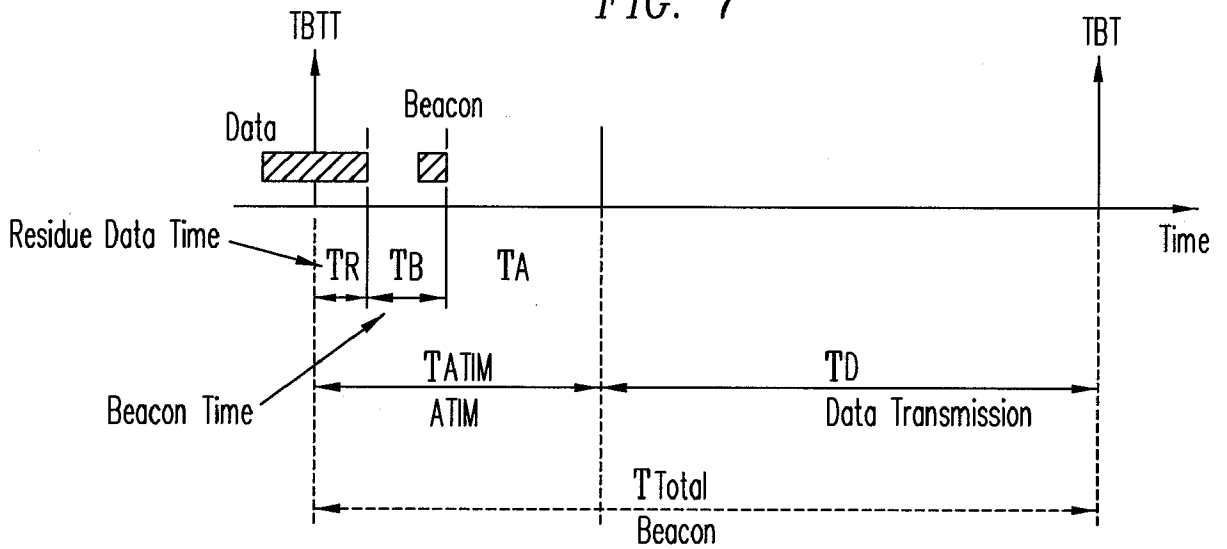 FIG. 7
TBTT
TBT
Data
Beacon
Time
Residue Data Time
TR
TB
TA
TATIM
ATIM
TD
Data Transmission
Beacon Time
TTotal
Beacon